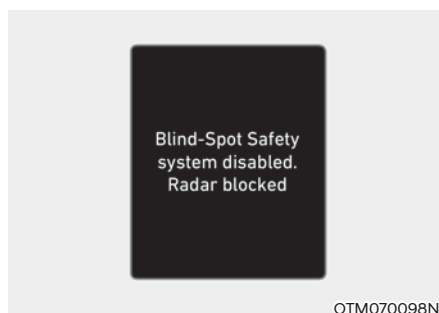 Blind-Spot Safety
system disabled.
Radar blocked
OTM070098N